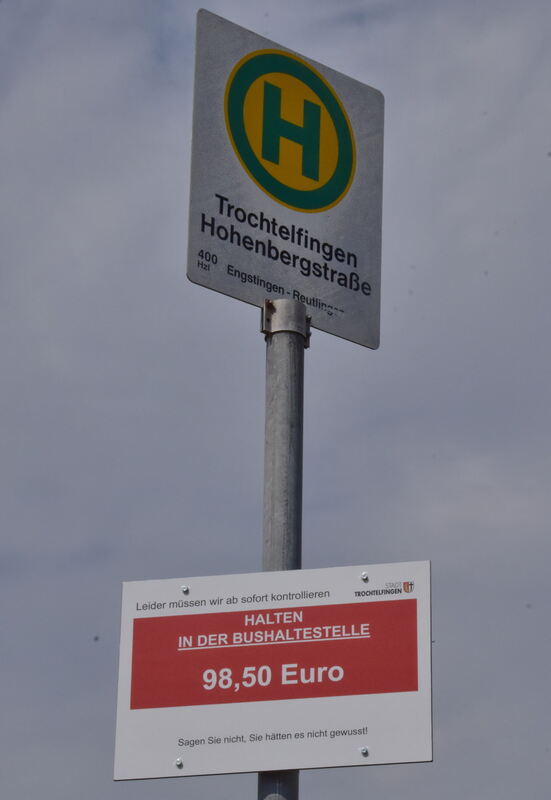 H
Trochtelfingen
Hohenbergstraße
400
Hzl
Engstingen - Reutlingen
Leider müssen wir ab sofort kontrollieren
STADT
TROCHTELFINGEN
HALTEN
IN DER BUSHALTESTELLE
98,50 Euro
Sagen Sie nicht, Sie hätten es nicht gewusst!